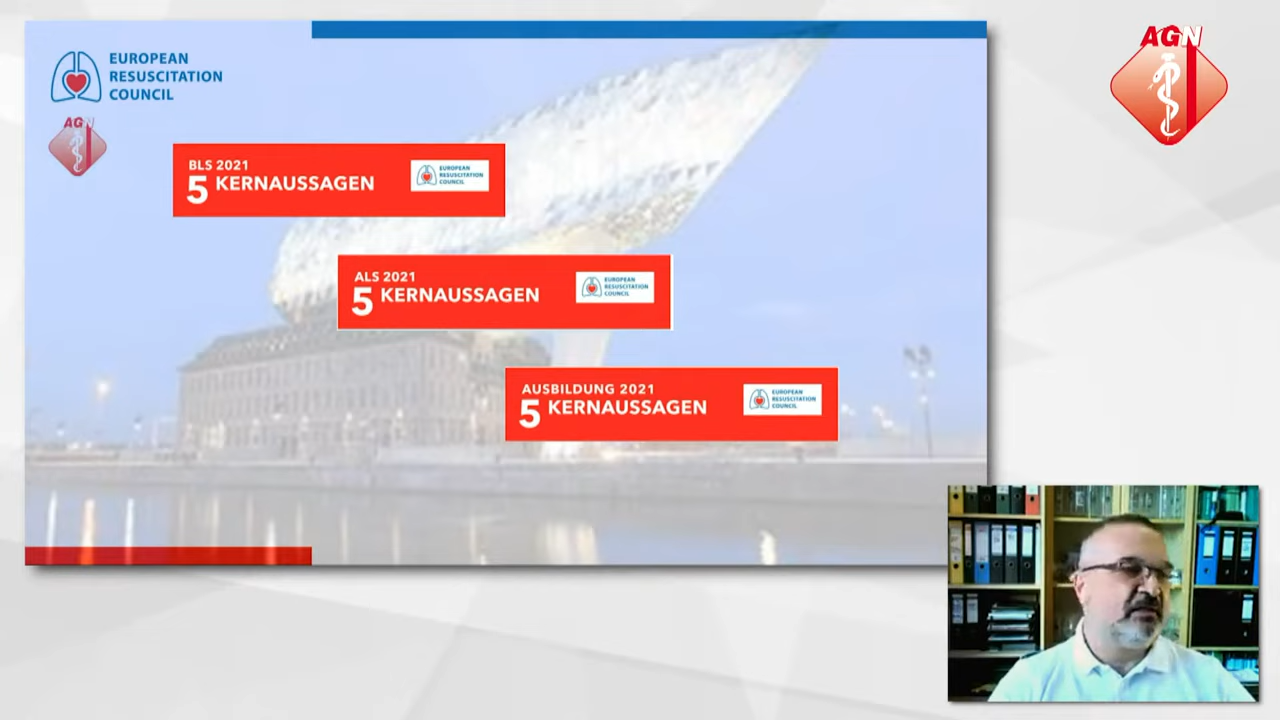 EUROPEAN
RESUSCITATION
COUNCIL
AGN
BLS 2021
5 KERNAUSSAGEN
EUROPEAN
RESUSCITATION
COUNCIL
ALS 2021
5 KERNAUSSAGEN
EUROPEAN
RESUSCITATION
COUNCIL
AUSBILDUNG 2021
5 KERNAUSSAGEN
EUROPEAN
RESUSCITATION
COUNCIL
AGN